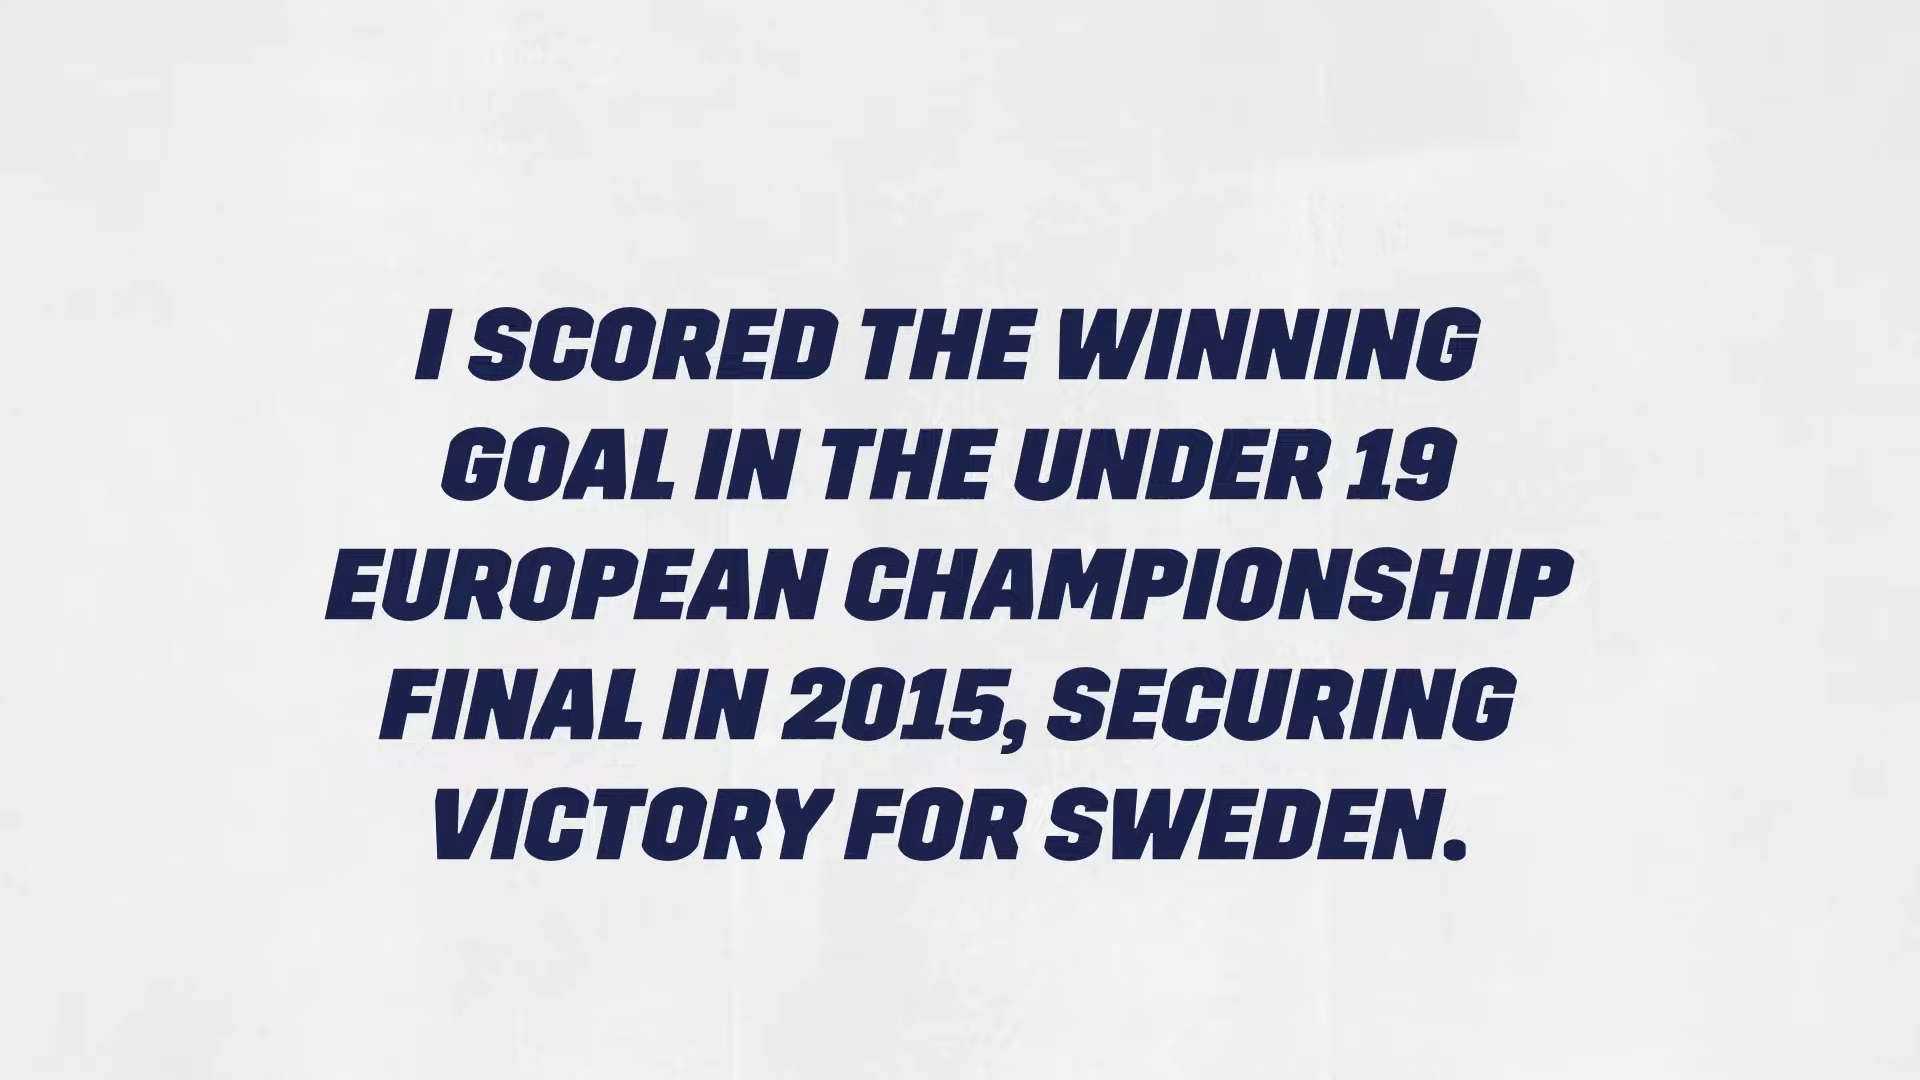 I SCORED THE WINNING
GOAL IN THE UNDER 19
EUROPEAN CHAMPIONSHIP
FINAL IN 2015, SECURING
VICTORY FOR SWEDEN.